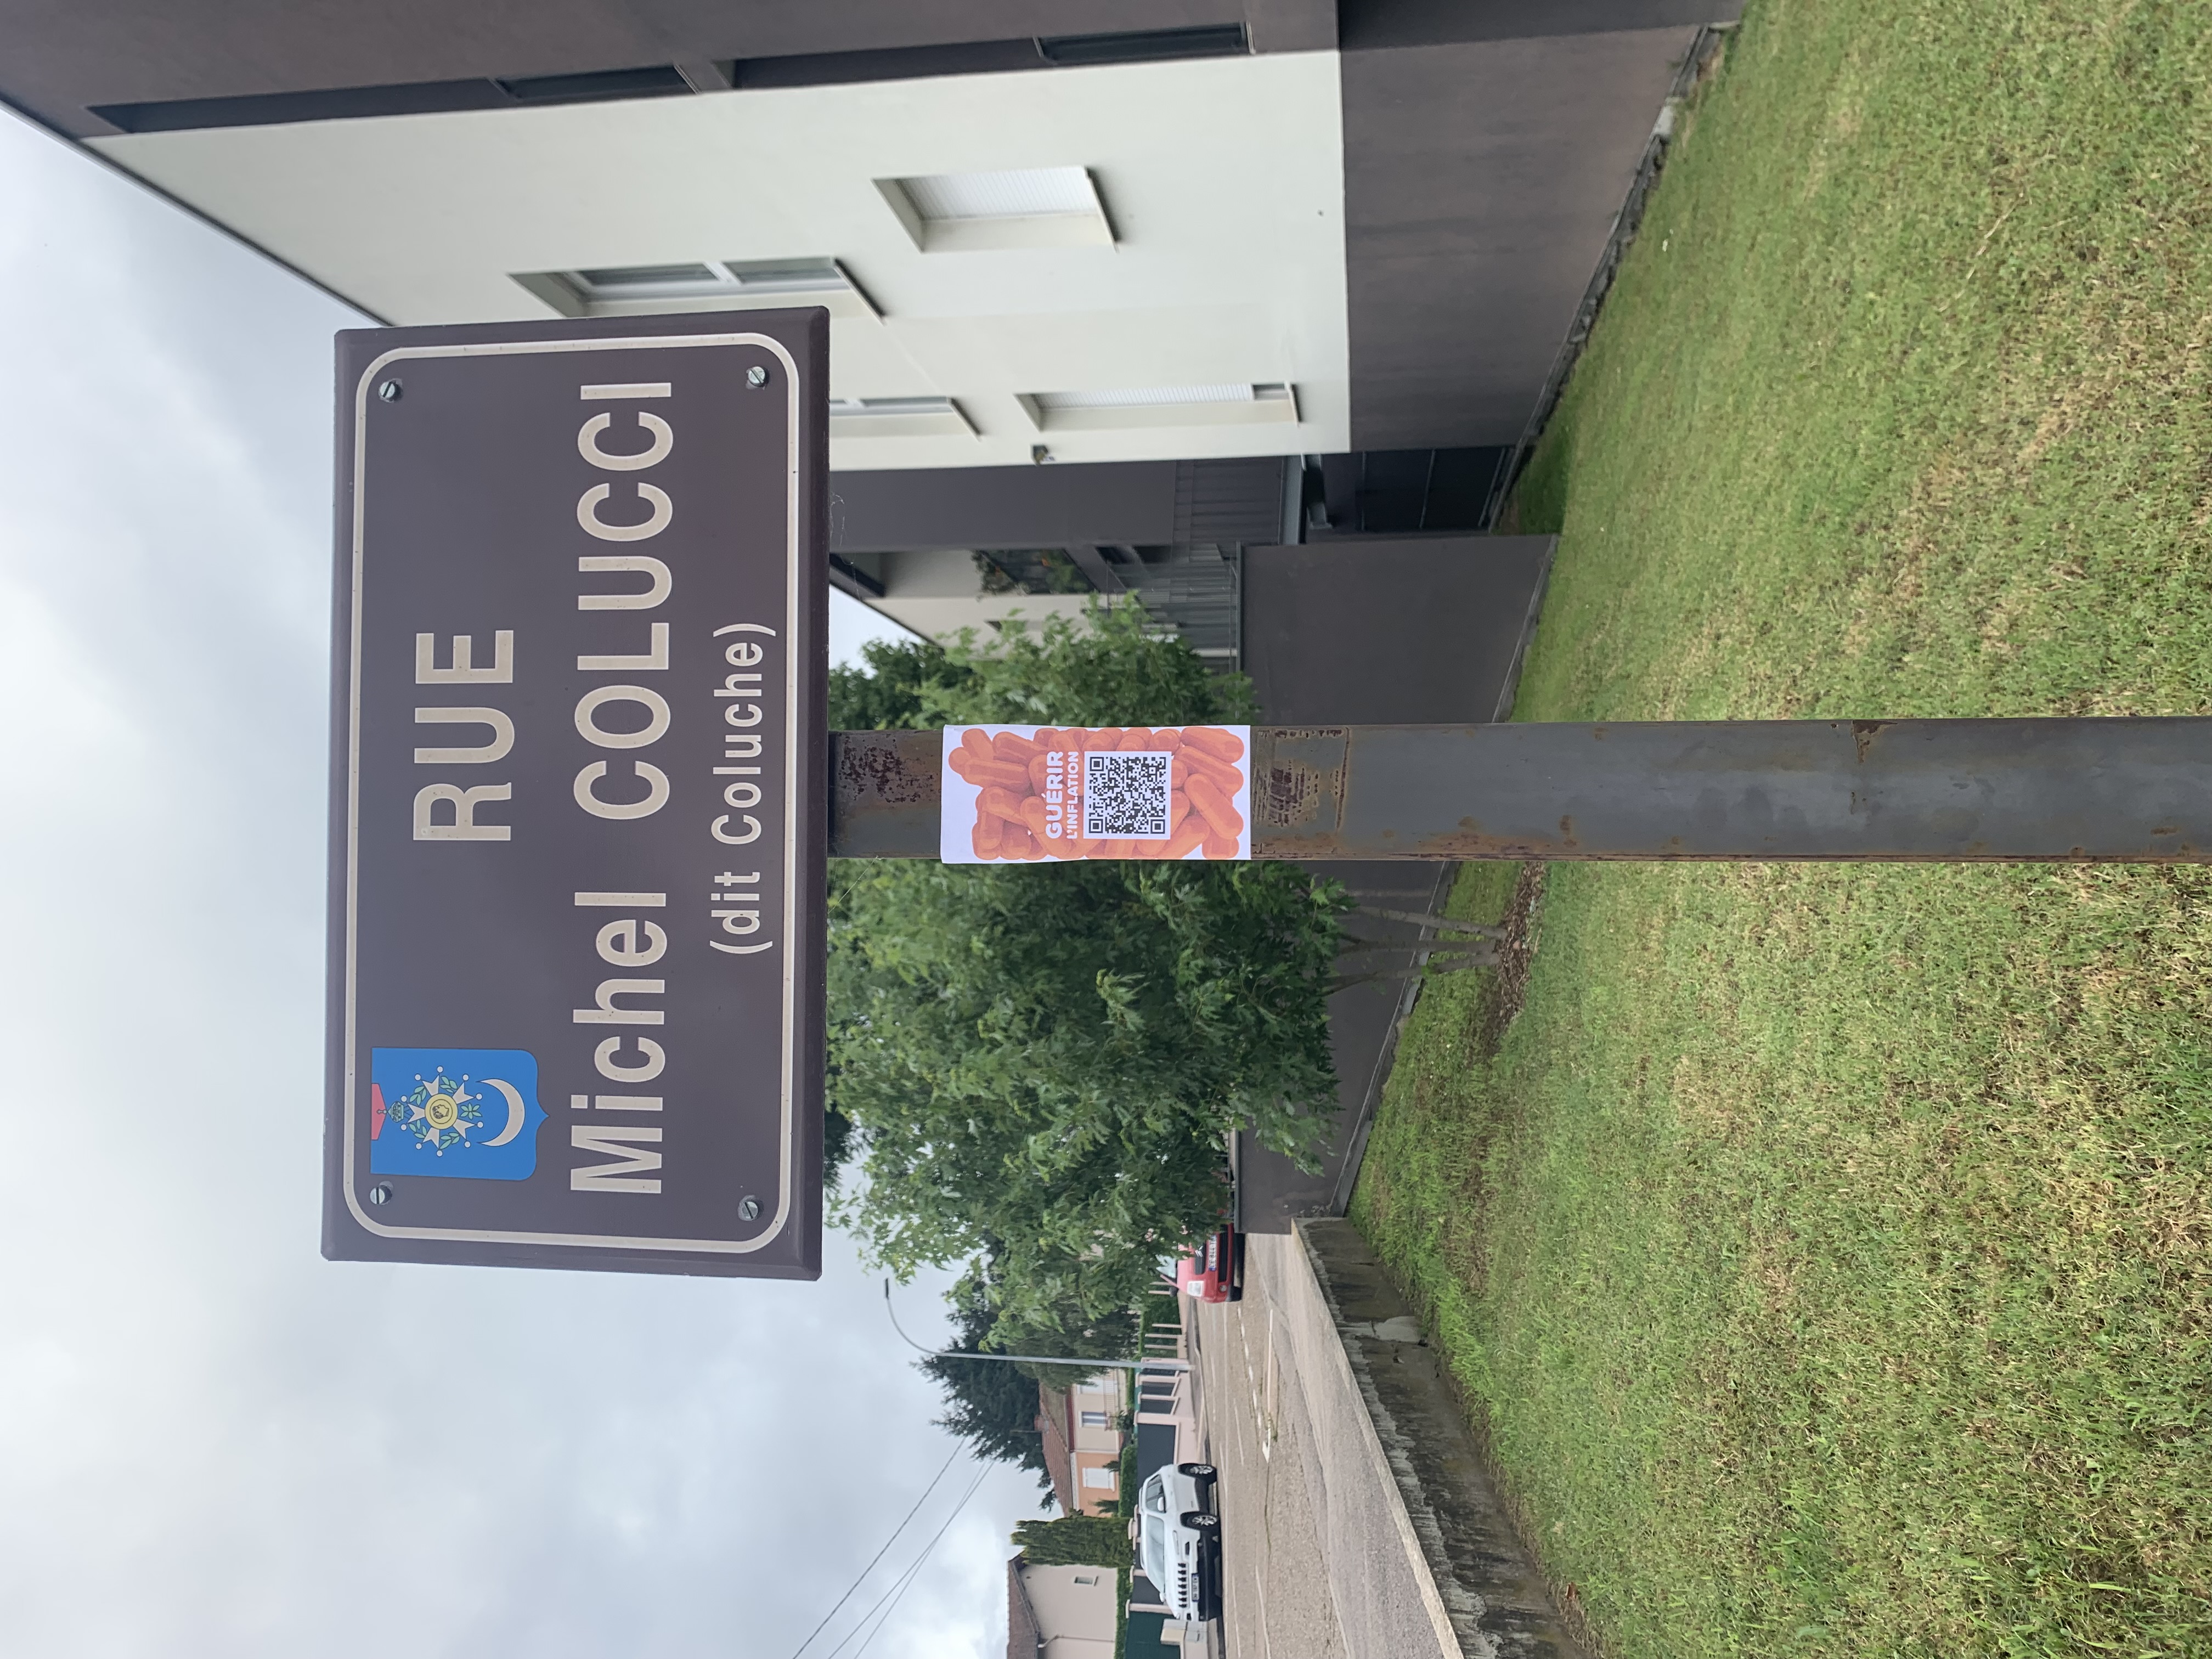 RUE
Michel COLUCCI
(dit Coluche)
GUÉRIR
L'INFLATION